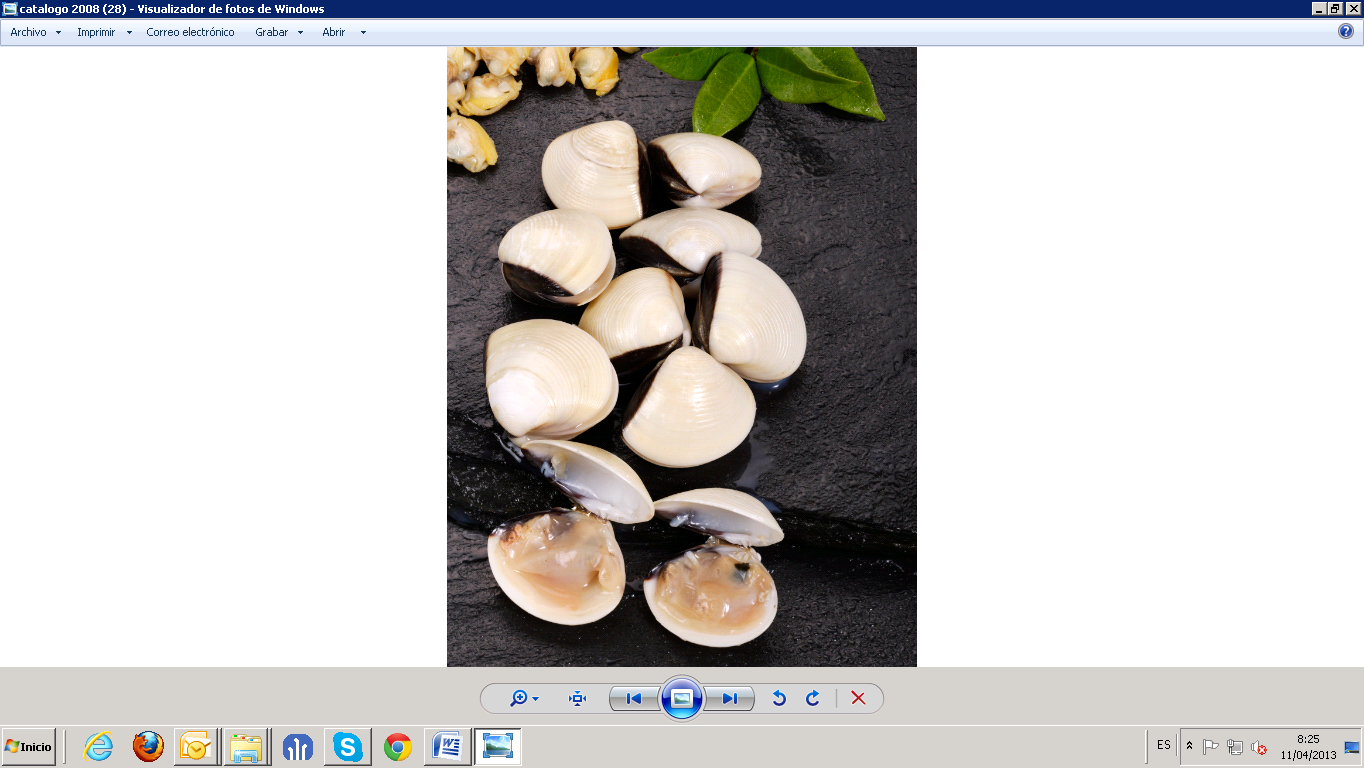 catalogo 2008 (28) - Visualizador de fotos de Windows
Archivo Imprimir Correo electrónico Grabar Abrir
Inicio
ES
8:25
11/04/2013